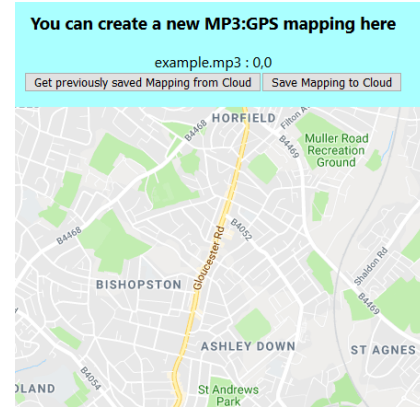 You can create a new MP3:GPS mapping here
example.mp3 : 0,0
Get previously saved Mapping from Cloud
Save Mapping to Cloud
B4468
HORFIELD
Filton Av
B4469
Muller Road
Recreation
Ground
B4468
B4052
Gloucester Rd
Shaldon Rd
BISHOPSTON
B4469
ASHLEY DOWN
ST AGNES
B4054
OLAND
St Andrews
Park